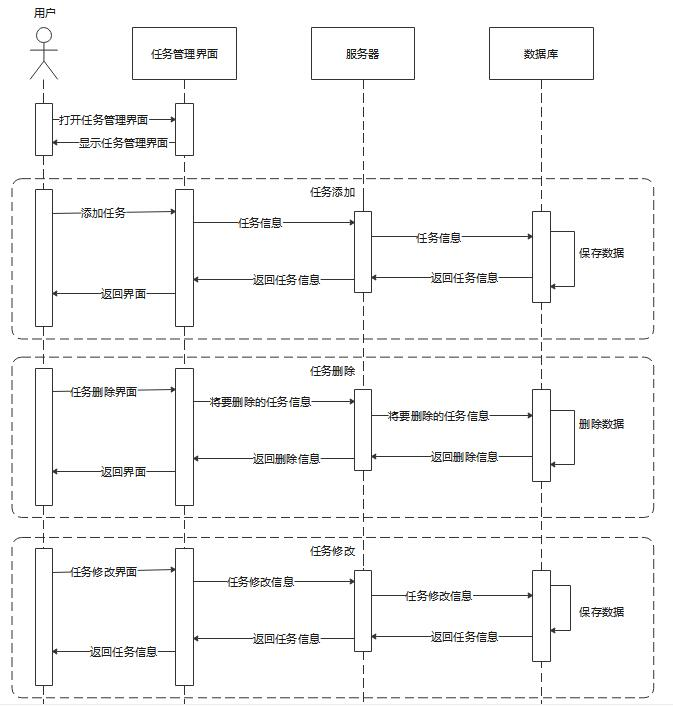 用户
任务管理界面
服务器
数据库
打开任务管理界面
显示任务管理界面
任务添加
添加任务
任务信息
任务信息
保存数据
返回任务信息
返回任务信息
返回界面
任务删除
任务删除界面
将要删除的任务信息
将要删除的任务信息
删除数据
返回删除信息
返回删除信息
返回界面
任务修改
任务修改界面
任务修改信息
任务修改信息
保存数据
返回任务信息
返回任务信息
返回任务信息